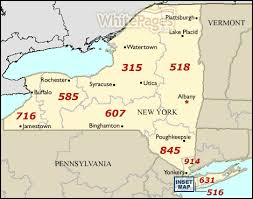 WhitePages
Plattsburgh
VERMONT
Lake Placid
Watertown
315
518
Rochester
Syracuse
Utica
Buffalo
Albany
585
NEW YORK
716
607
Jamestown
Binghamton
Poughkeepsie
845
PENNSYLVANIA
914
Yonkers
INSET
MAP
631
516